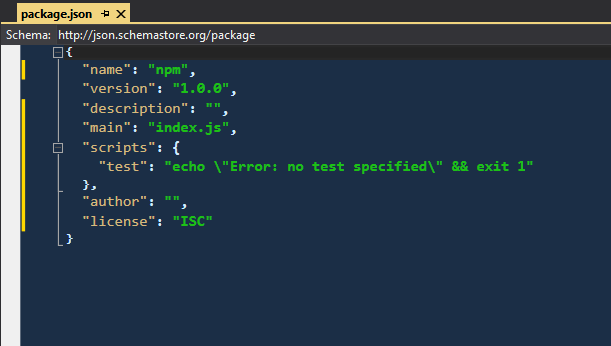 package.json
Schema: http://json.schemastore.org/package
{
"name": "npm",
"version": "1.0.0",
"description": "",
"main": "index.js",
"scripts": {
"test": "echo \"Error: no test specified\" && exit 1"
},
"author": "",
"license": "ISC"
}